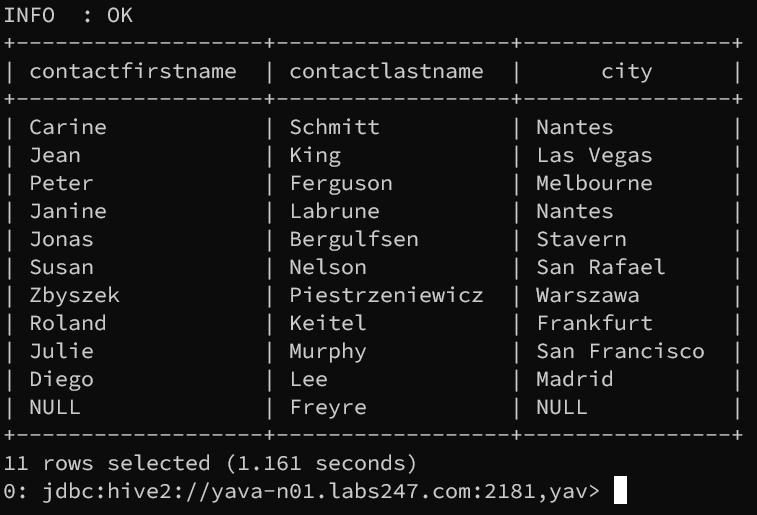 INFO  : OK
+-------------------+------------------+----------------+
| contactfirstname  | contactlastname  |      city      |
+-------------------+------------------+----------------+
| Carine            | Schmitt          | Nantes         |
| Jean              | King             | Las Vegas      |
| Peter             | Ferguson         | Melbourne      |
| Janine            | Labrune          | Nantes         |
| Jonas             | Bergulfsen       | Stavern        |
| Susan             | Nelson           | San Rafael     |
| Zbyszek           | Piestrzeniewicz  | Warszawa       |
| Roland            | Keitel           | Frankfurt      |
| Julie             | Murphy           | San Francisco  |
| Diego             | Lee              | Madrid         |
| NULL              | Freyre           | NULL           |
+-------------------+------------------+----------------+
11 rows selected (1.161 seconds)
0: jdbc:hive2://yava-n01.labs247.com:2181,yav>